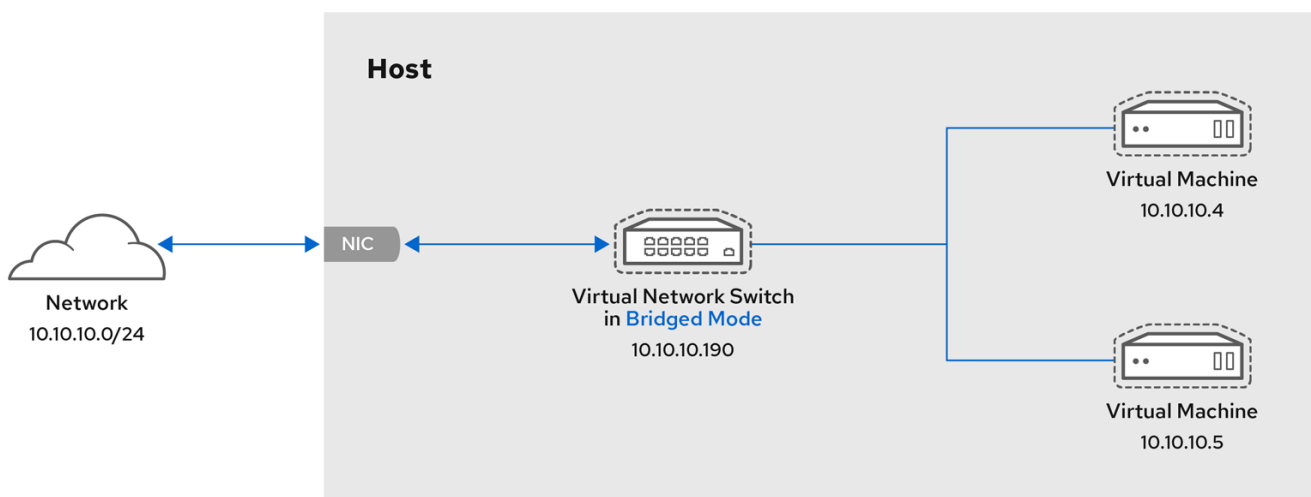 Host
Virtual Machine
10.10.10.4
NIC
Network
10.10.10.0/24
Virtual Network Switch
in Bridged Mode
10.10.10.190
Virtual Machine
10.10.10.5